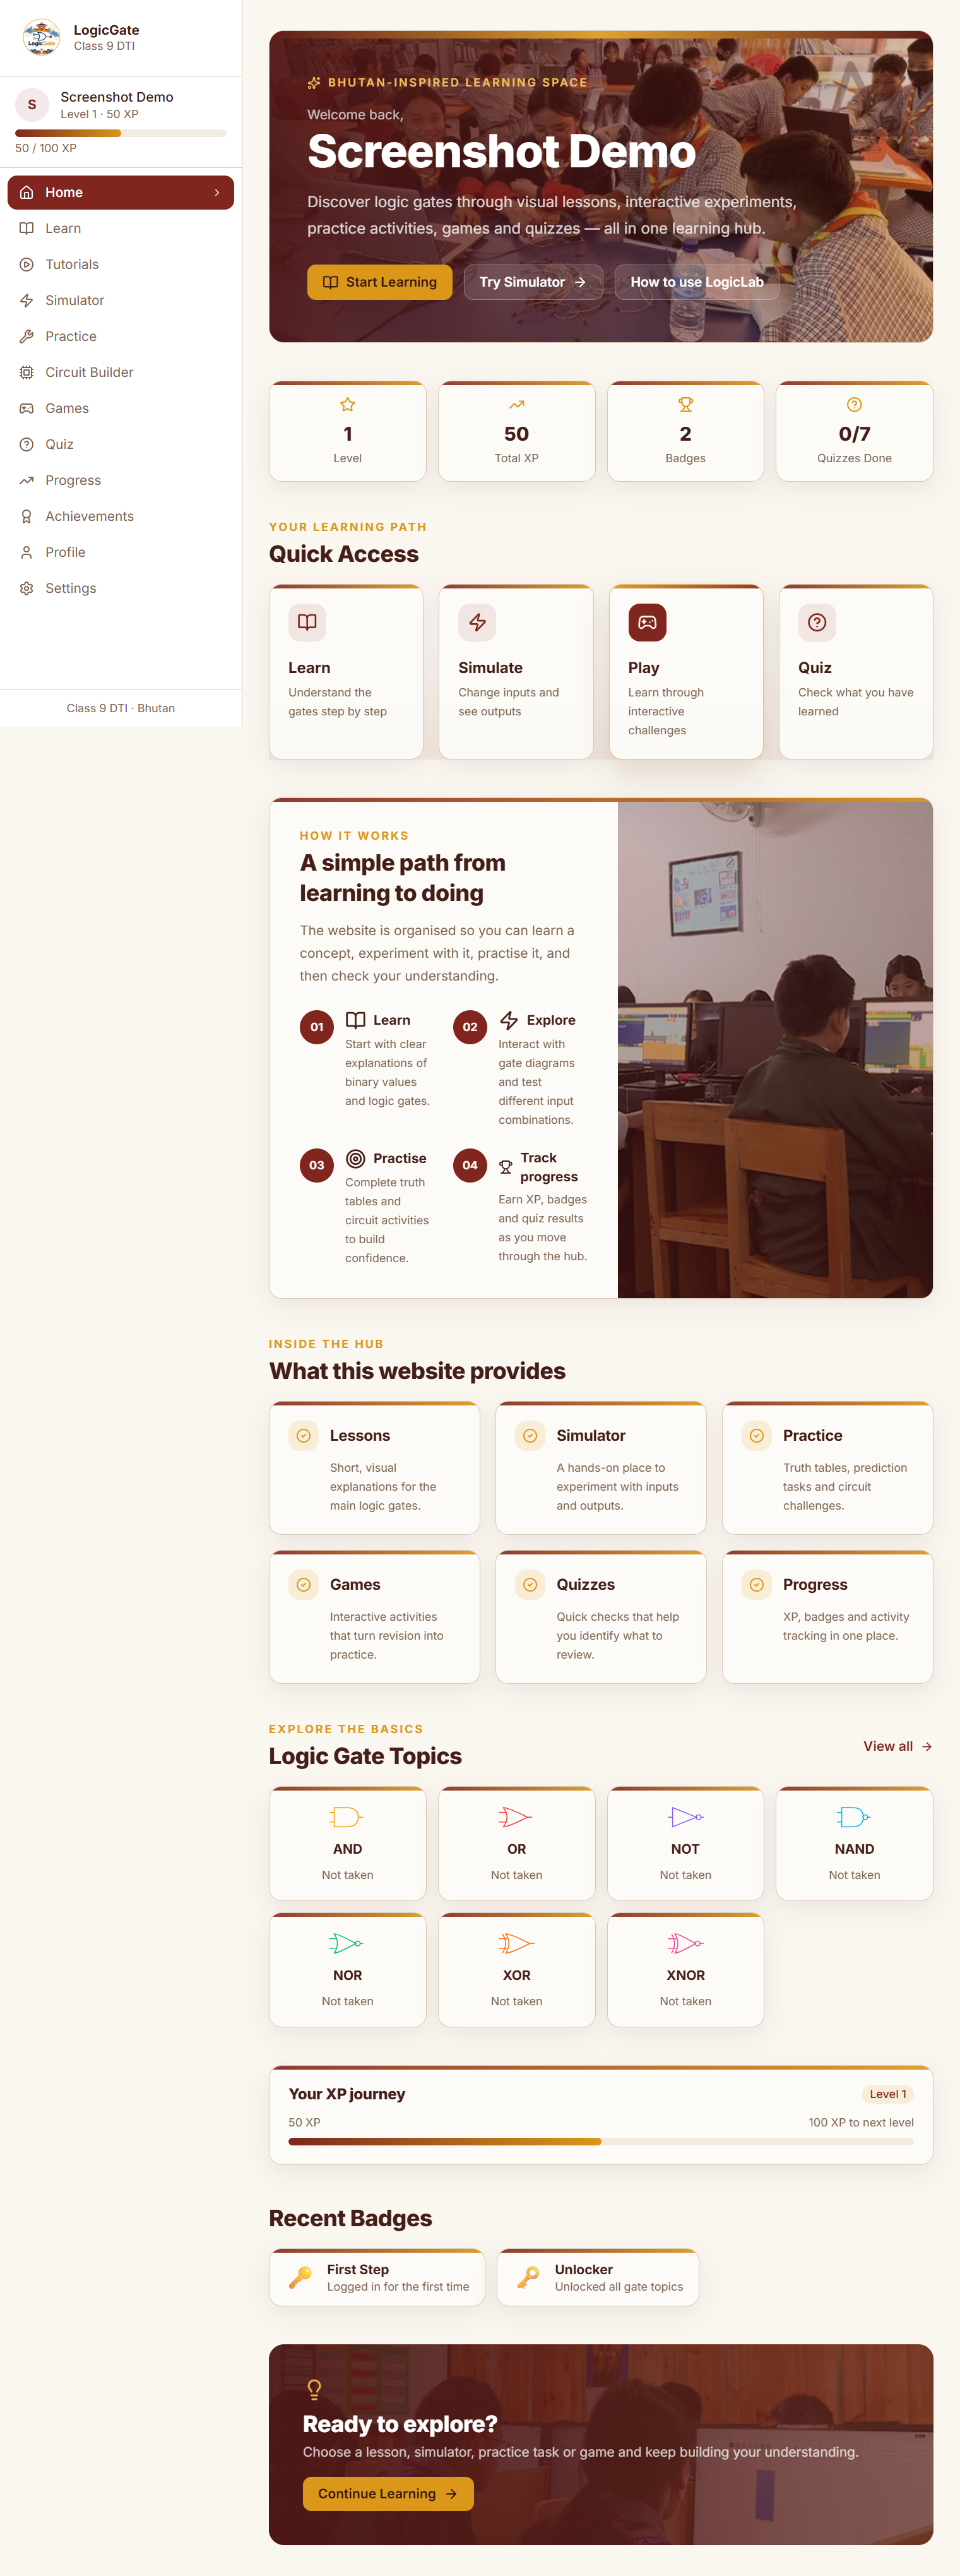 LogicGate
Class 9 DTI
S
Screenshot Demo
Level 1 · 50 XP
50 / 100 XP
Home
Learn
Tutorials
Simulator
Practice
Circuit Builder
Games
Quiz
Progress
Achievements
Profile
Settings
Class 9 DTI · Bhutan
BHUTAN-INSPIRED LEARNING SPACE
Welcome back,
Screenshot Demo
Discover logic gates through visual lessons, interactive experiments,
practice activities, games and quizzes — all in one learning hub.
Start Learning
Try Simulator
How to use LogicLab
1
Level
50
Total XP
2
Badges
0/7
Quizzes Done
YOUR LEARNING PATH
Quick Access
Learn
Understand the
gates step by step
Simulate
Change inputs and
see outputs
Play
Learn through
interactive
challenges
Quiz
Check what you have
learned
HOW IT WORKS
A simple path from
learning to doing
The website is organised so you can learn a
concept, experiment with it, practise it, and
then check your understanding.
01
Learn
Start with clear
explanations of
binary values
and logic gates.
02
Explore
Interact with
gate diagrams
and test
different input
combinations.
03
Practise
Complete truth
tables and
circuit activities
to build
confidence.
04
Track
progress
Earn XP, badges
and quiz results
as you move
through the hub.
INSIDE THE HUB
What this website provides
Lessons
Short, visual
explanations for the
main logic gates.
Simulator
A hands-on place to
experiment with inputs
and outputs.
Practice
Truth tables, prediction
tasks and circuit
challenges.
Games
Interactive activities
that turn revision into
practice.
Quizzes
Quick checks that help
you identify what to
review.
Progress
XP, badges and activity
tracking in one place.
EXPLORE THE BASICS
Logic Gate Topics
View all
AND
Not taken
OR
Not taken
NOT
Not taken
NAND
Not taken
NOR
Not taken
XOR
Not taken
XNOR
Not taken
Your XP journey
Level 1
50 XP
100 XP to next level
Recent Badges
First Step
Logged in for the first time
Unlocker
Unlocked all gate topics
Ready to explore?
Choose a lesson, simulator, practice task or game and keep building your understanding.
Continue Learning